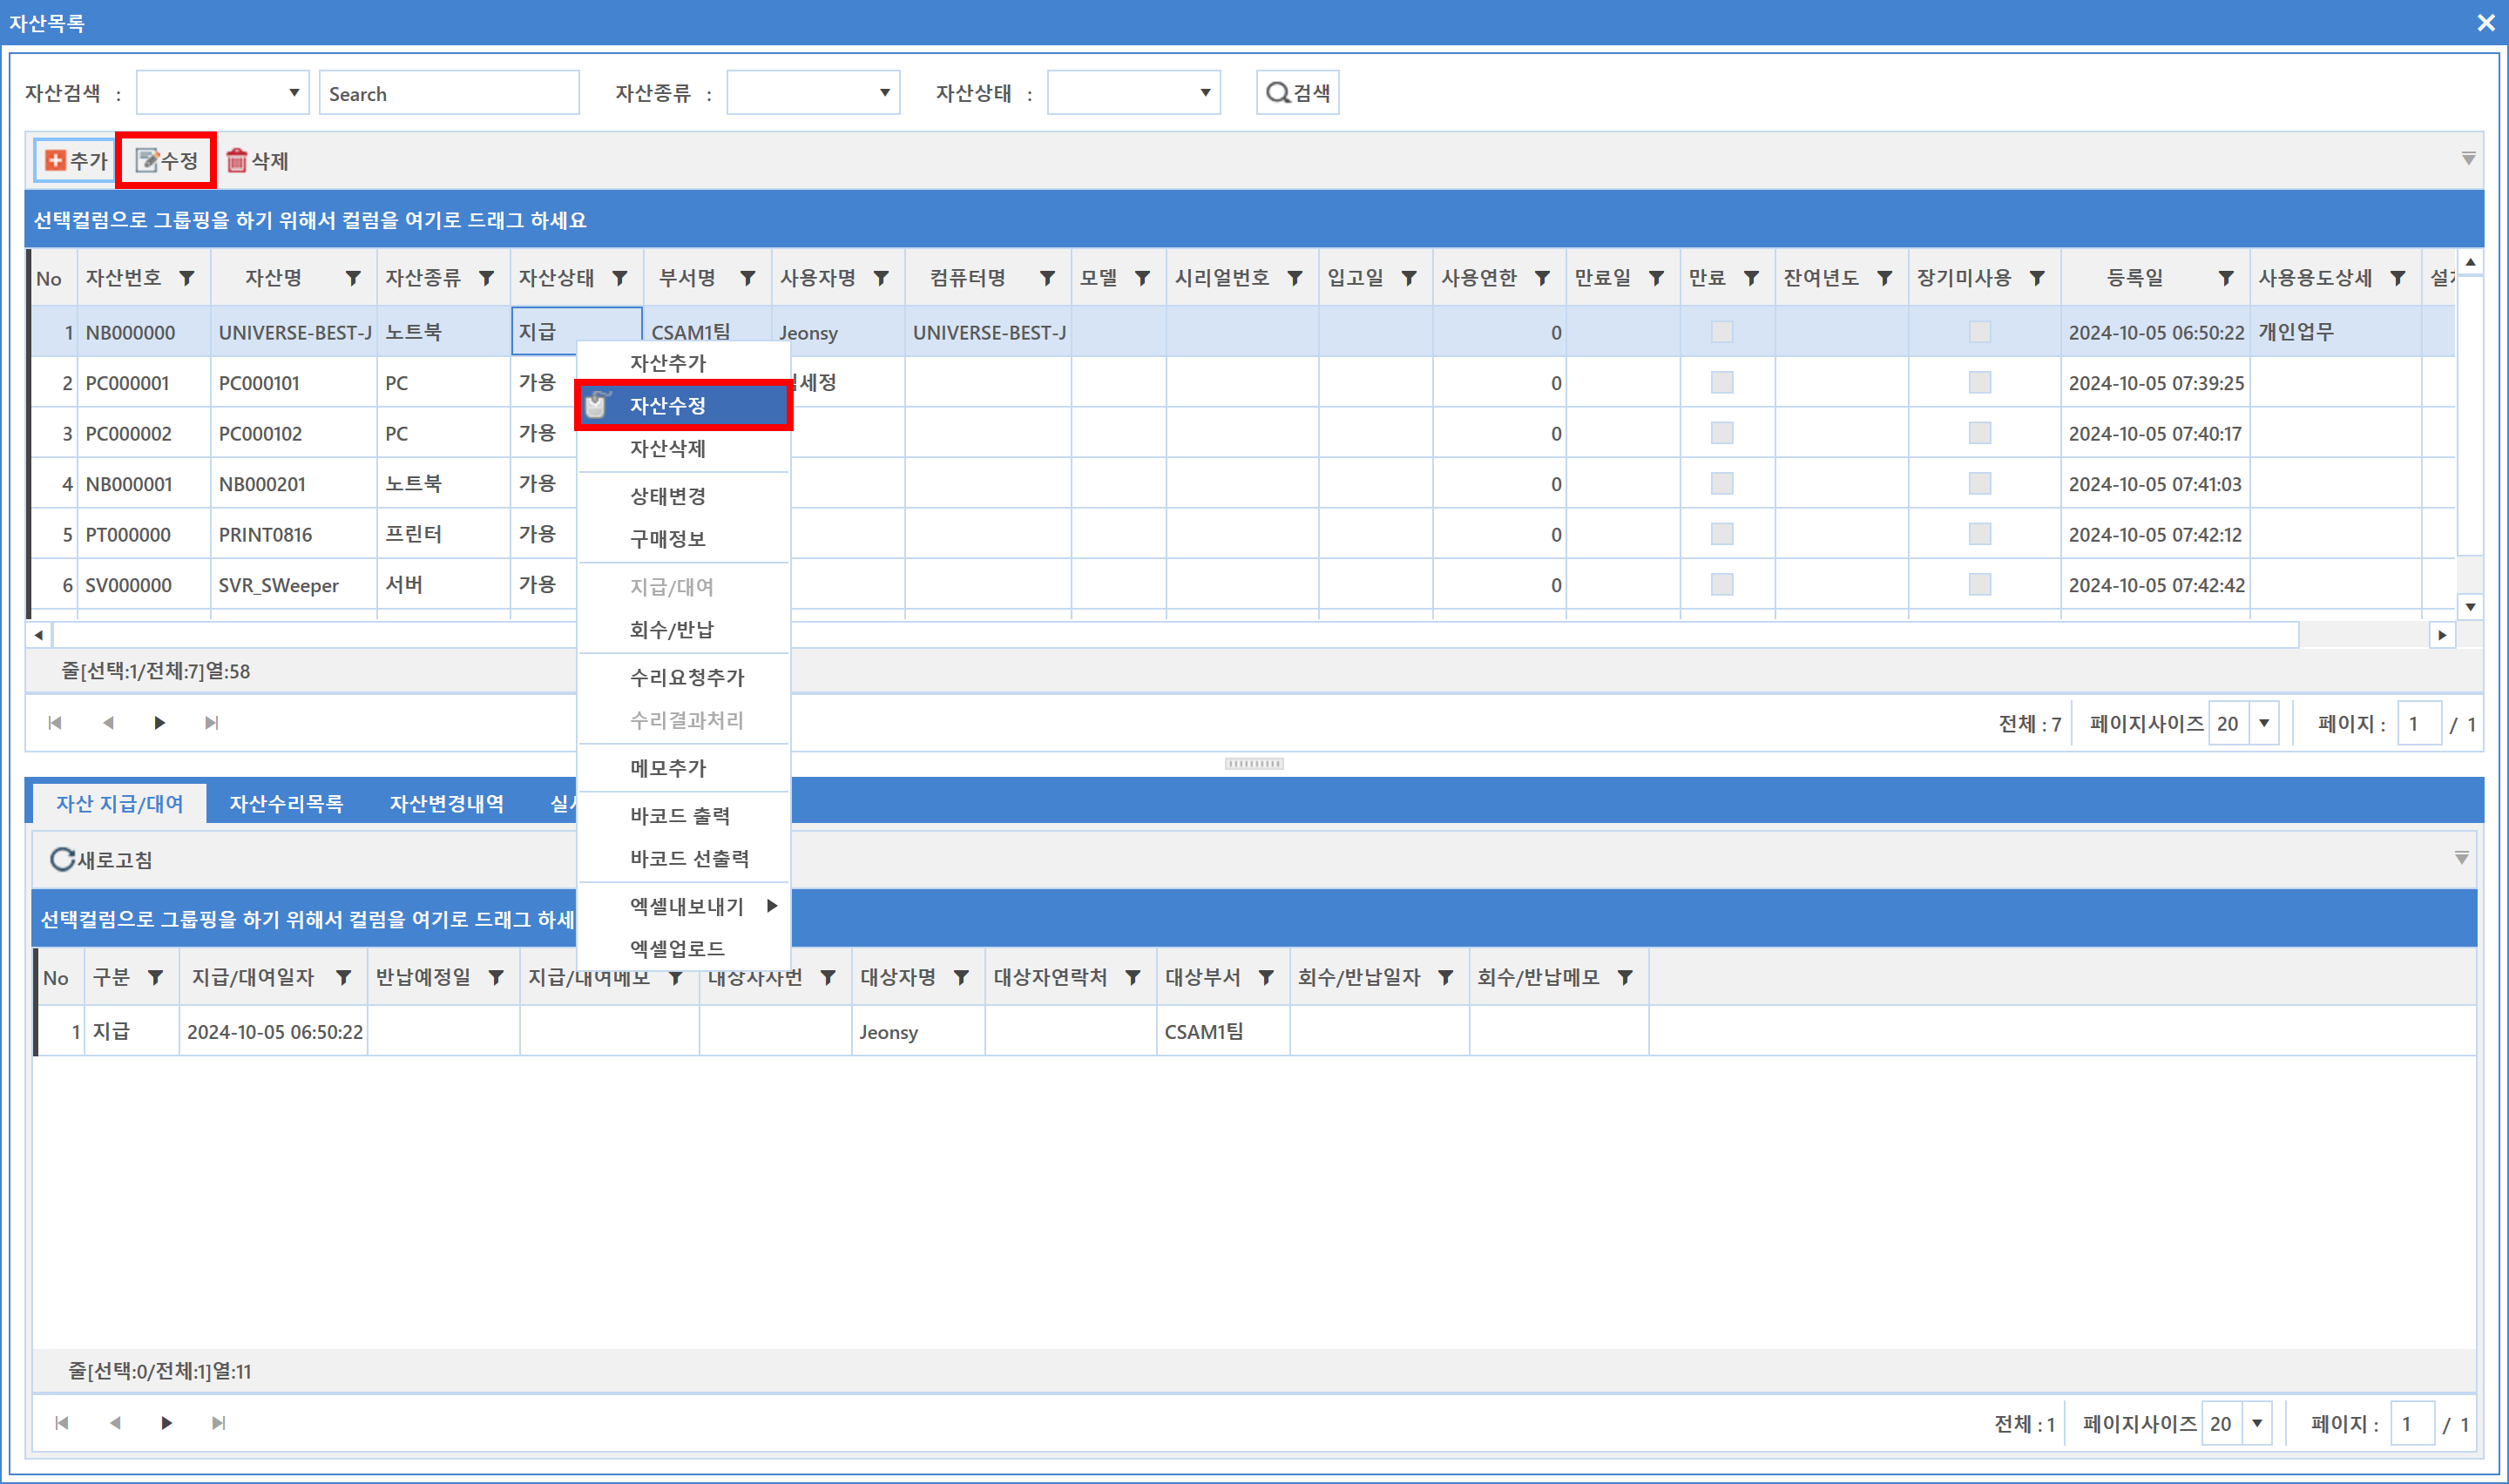 자산목록
자산검색 : Search 자산종류 : 자산상태 : 검색
추가 수정 삭제
선택컬럼으로 그룹핑을 하기 위해서 컬럼을 여기로 드래그 하세요
No 자산번호 자산명 자산종류 자산상태 부서명 사용자명 컴퓨터명 모델 시리얼번호 입고일 사용연한 만료일 만료 잔여년도 장기미사용 등록일 사용용도상세
1 NB000000 UNIVERSE-BEST-J 노트북 지급 CSAM1팀 Jeonsy UNIVERSE-BEST-J 0 2024-10-05 06:50:22 개인업무
2 PC000001 PC000101 PC 가용 세정 0 2024-10-05 07:39:25
3 PC000002 PC000102 PC 가용 0 2024-10-05 07:40:17
4 NB000001 NB000201 노트북 가용 0 2024-10-05 07:41:03
5 PT000000 PRINT0816 프린터 가용 0 2024-10-05 07:42:12
6 SV000000 SVR_SWeeper 서버 가용 0 2024-10-05 07:42:42
줄[선택:1/전체:7]열:58
전체 : 7 페이지사이즈 20 페이지 : 1 / 1
자산추가
자산수정
자산삭제
상태변경
구매정보
지급/대여
회수/반납
수리요청추가
수리결과처리
메모추가
바코드 출력
바코드 선출력
엑셀내보내기
엑셀업로드
자산 지급/대여 자산수리목록 자산변경내역 실
새로고침
선택컬럼으로 그룹핑을 하기 위해서 컬럼을 여기로 드래그 하세
No 구분 지급/대여일자 반납예정일 지급/대여메모 대상자사번 대상자명 대상자연락처 대상부서 회수/반납일자 회수/반납메모
1 지급 2024-10-05 06:50:22 Jeonsy CSAM1팀
줄[선택:0/전체:1]열:11
전체 : 1 페이지사이즈 20 페이지 : 1 / 1